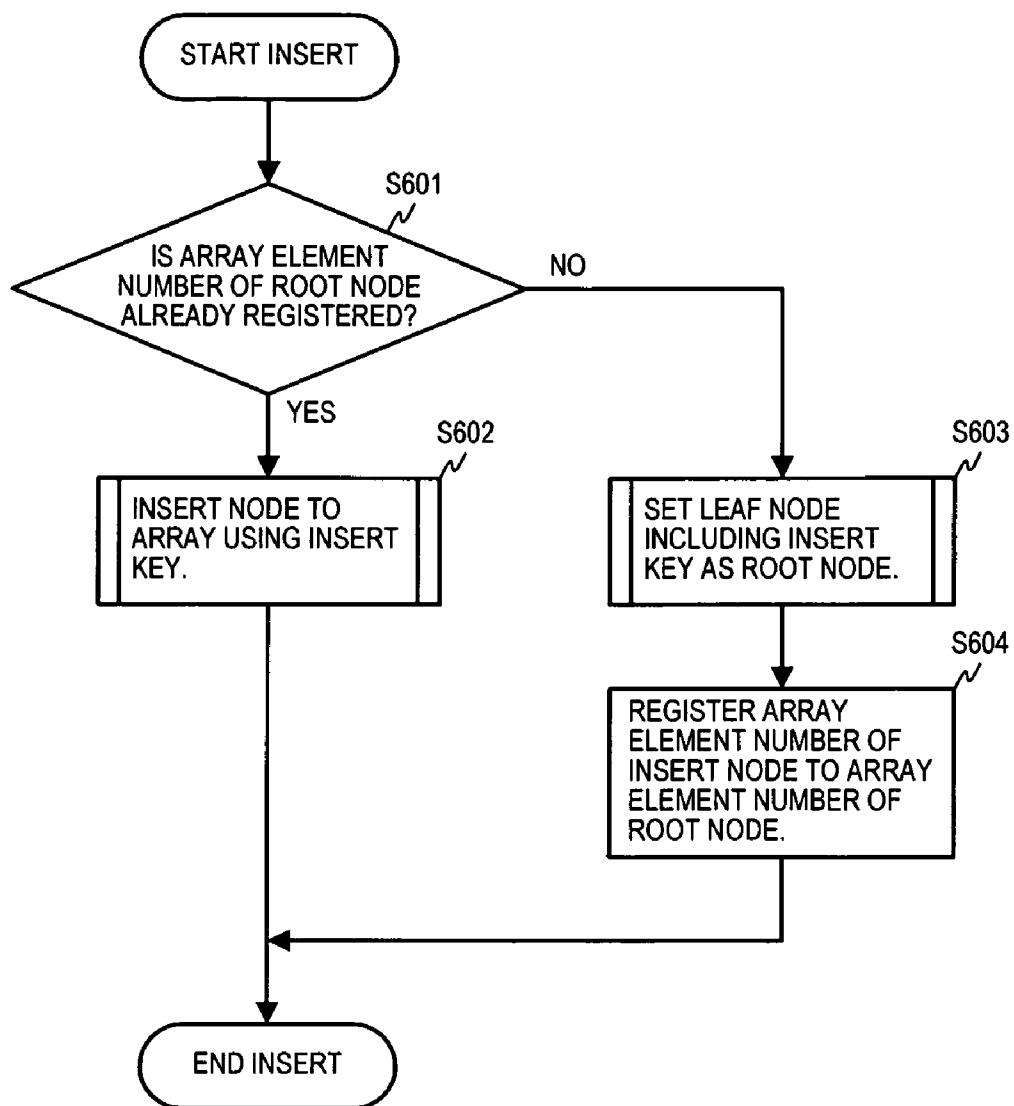 START INSERT
S601
IS ARRAY ELEMENT
NUMBER OF ROOT NODE
ALREADY REGISTERED?
NO
YES
S602
INSERT NODE TO
ARRAY USING INSERT
KEY.
S603
SET LEAF NODE
INCLUDING INSERT
KEY AS ROOT NODE.
S604
REGISTER ARRAY
ELEMENT NUMBER OF
INSERT NODE TO ARRAY
ELEMENT NUMBER OF
ROOT NODE.
END INSERT